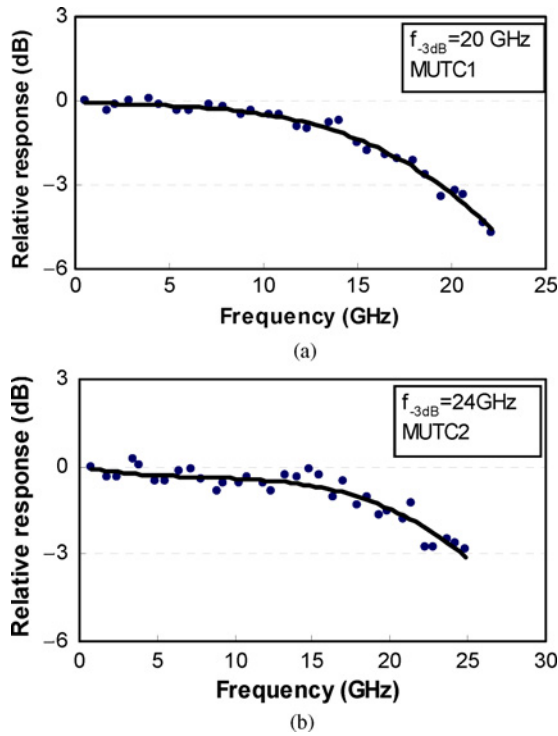 3
0
−3
−6
Relative response (dB)
f-3dB=20 GHz
MUTC1
0 5 10 15 20 25
Frequency (GHz)
(a)
3
0
−3
−6
Relative response (dB)
f-3dB=24GHz
MUTC2
0 5 10 15 20 25 30
Frequency (GHz)
(b)